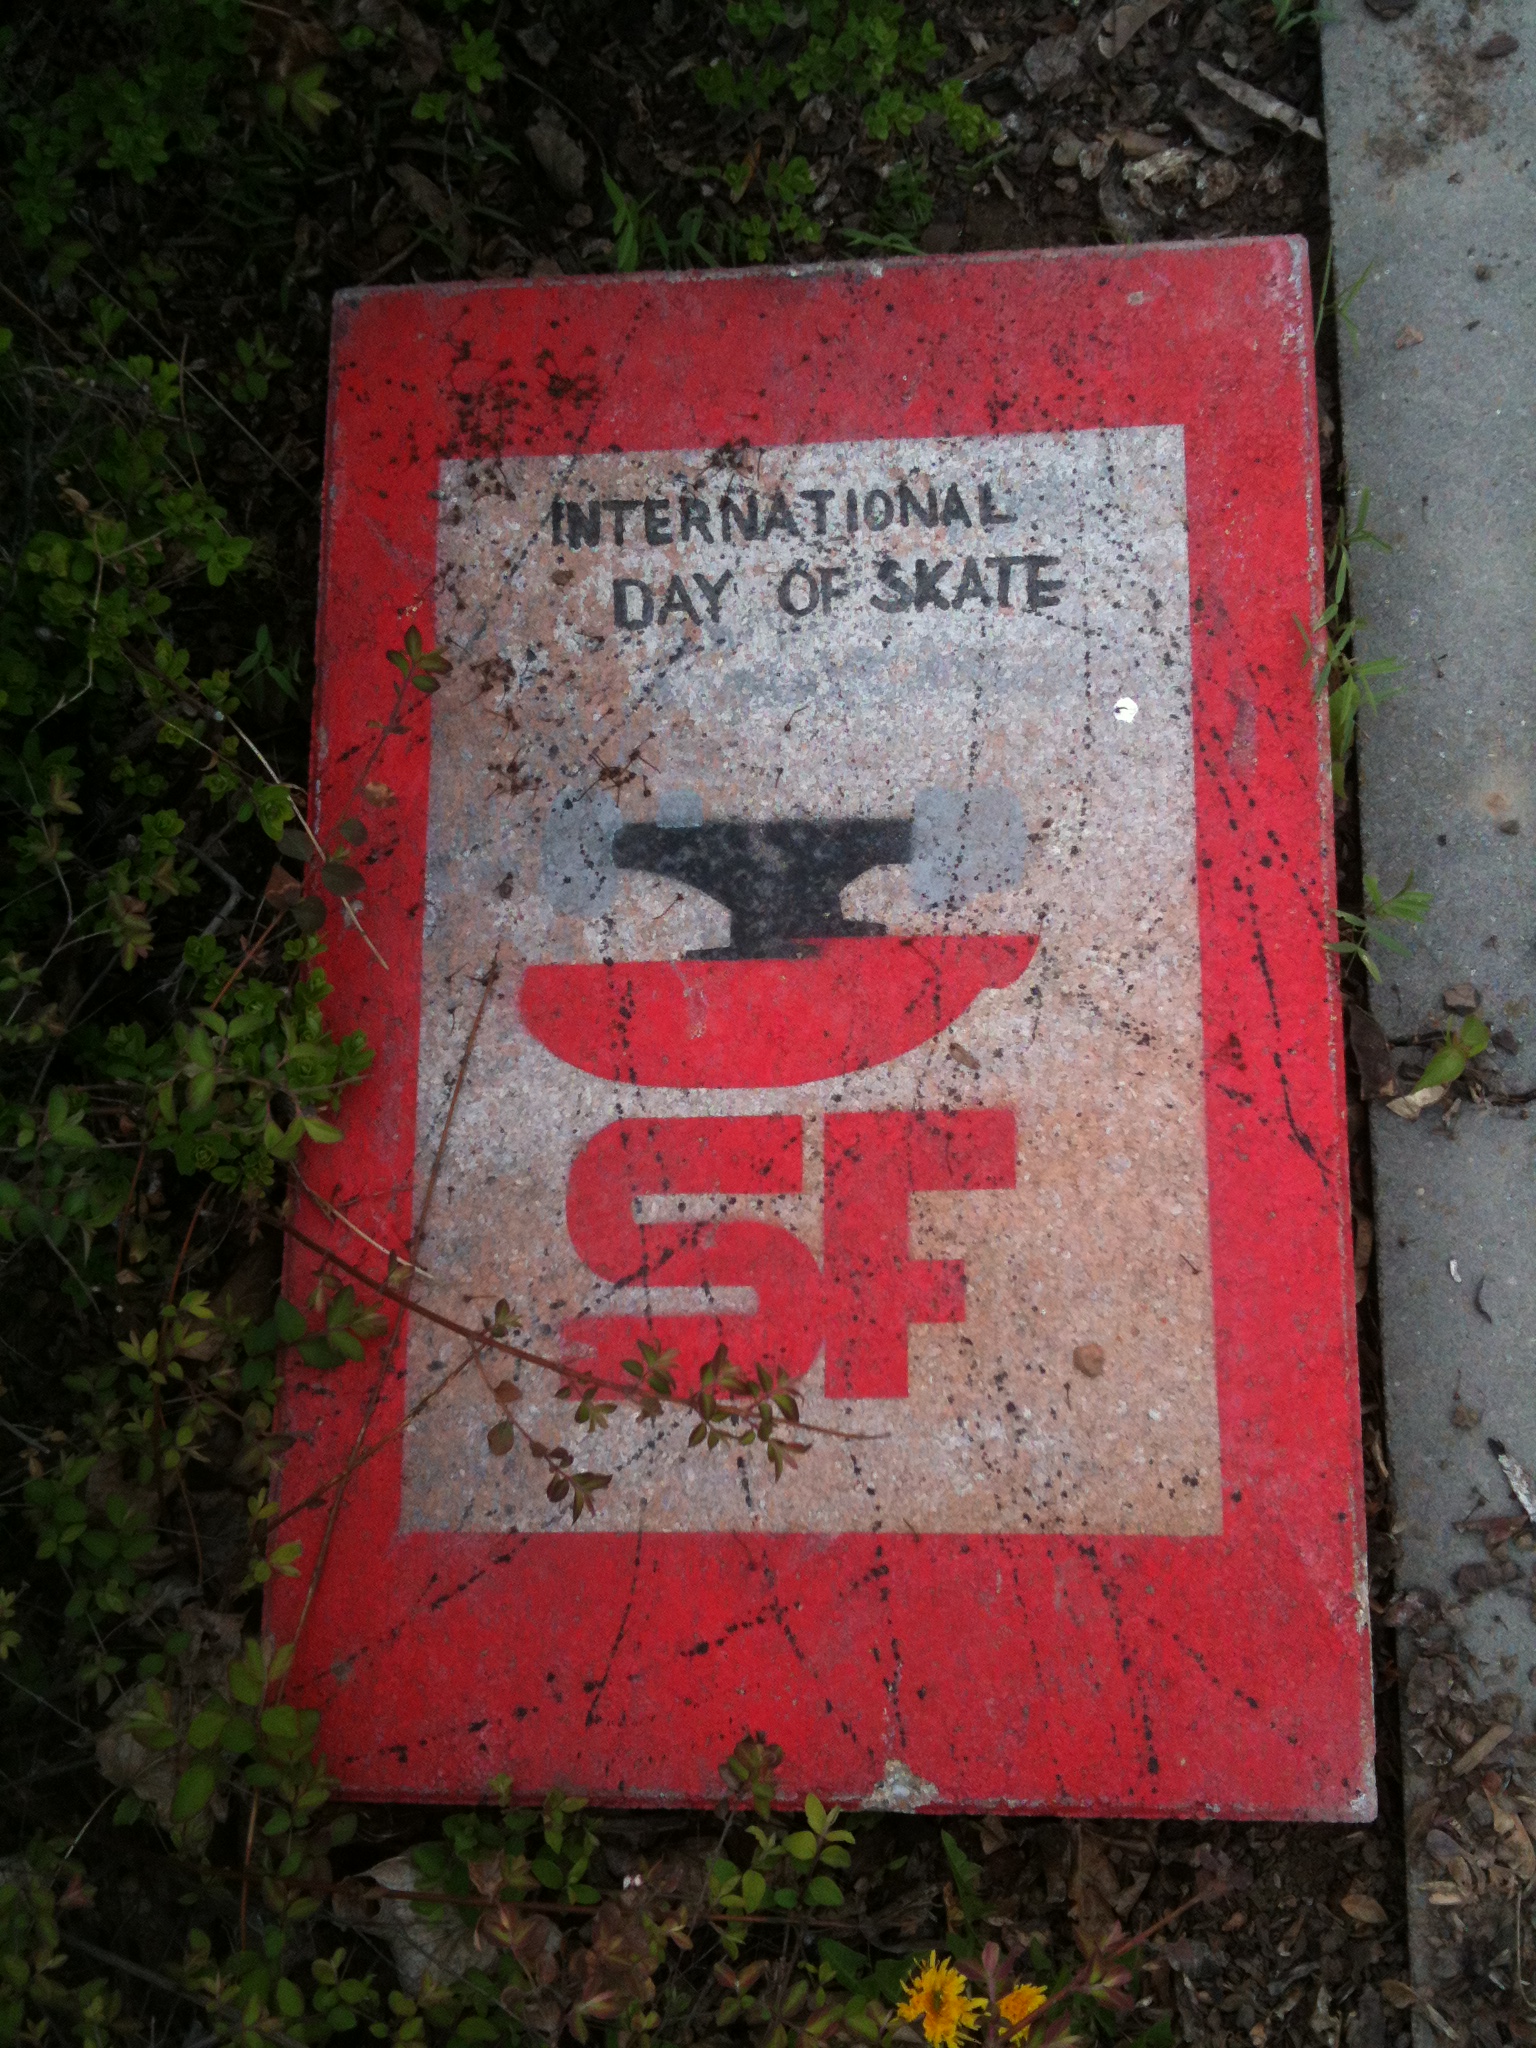 INTERNATIONAL
DAY OF SKATE
SF